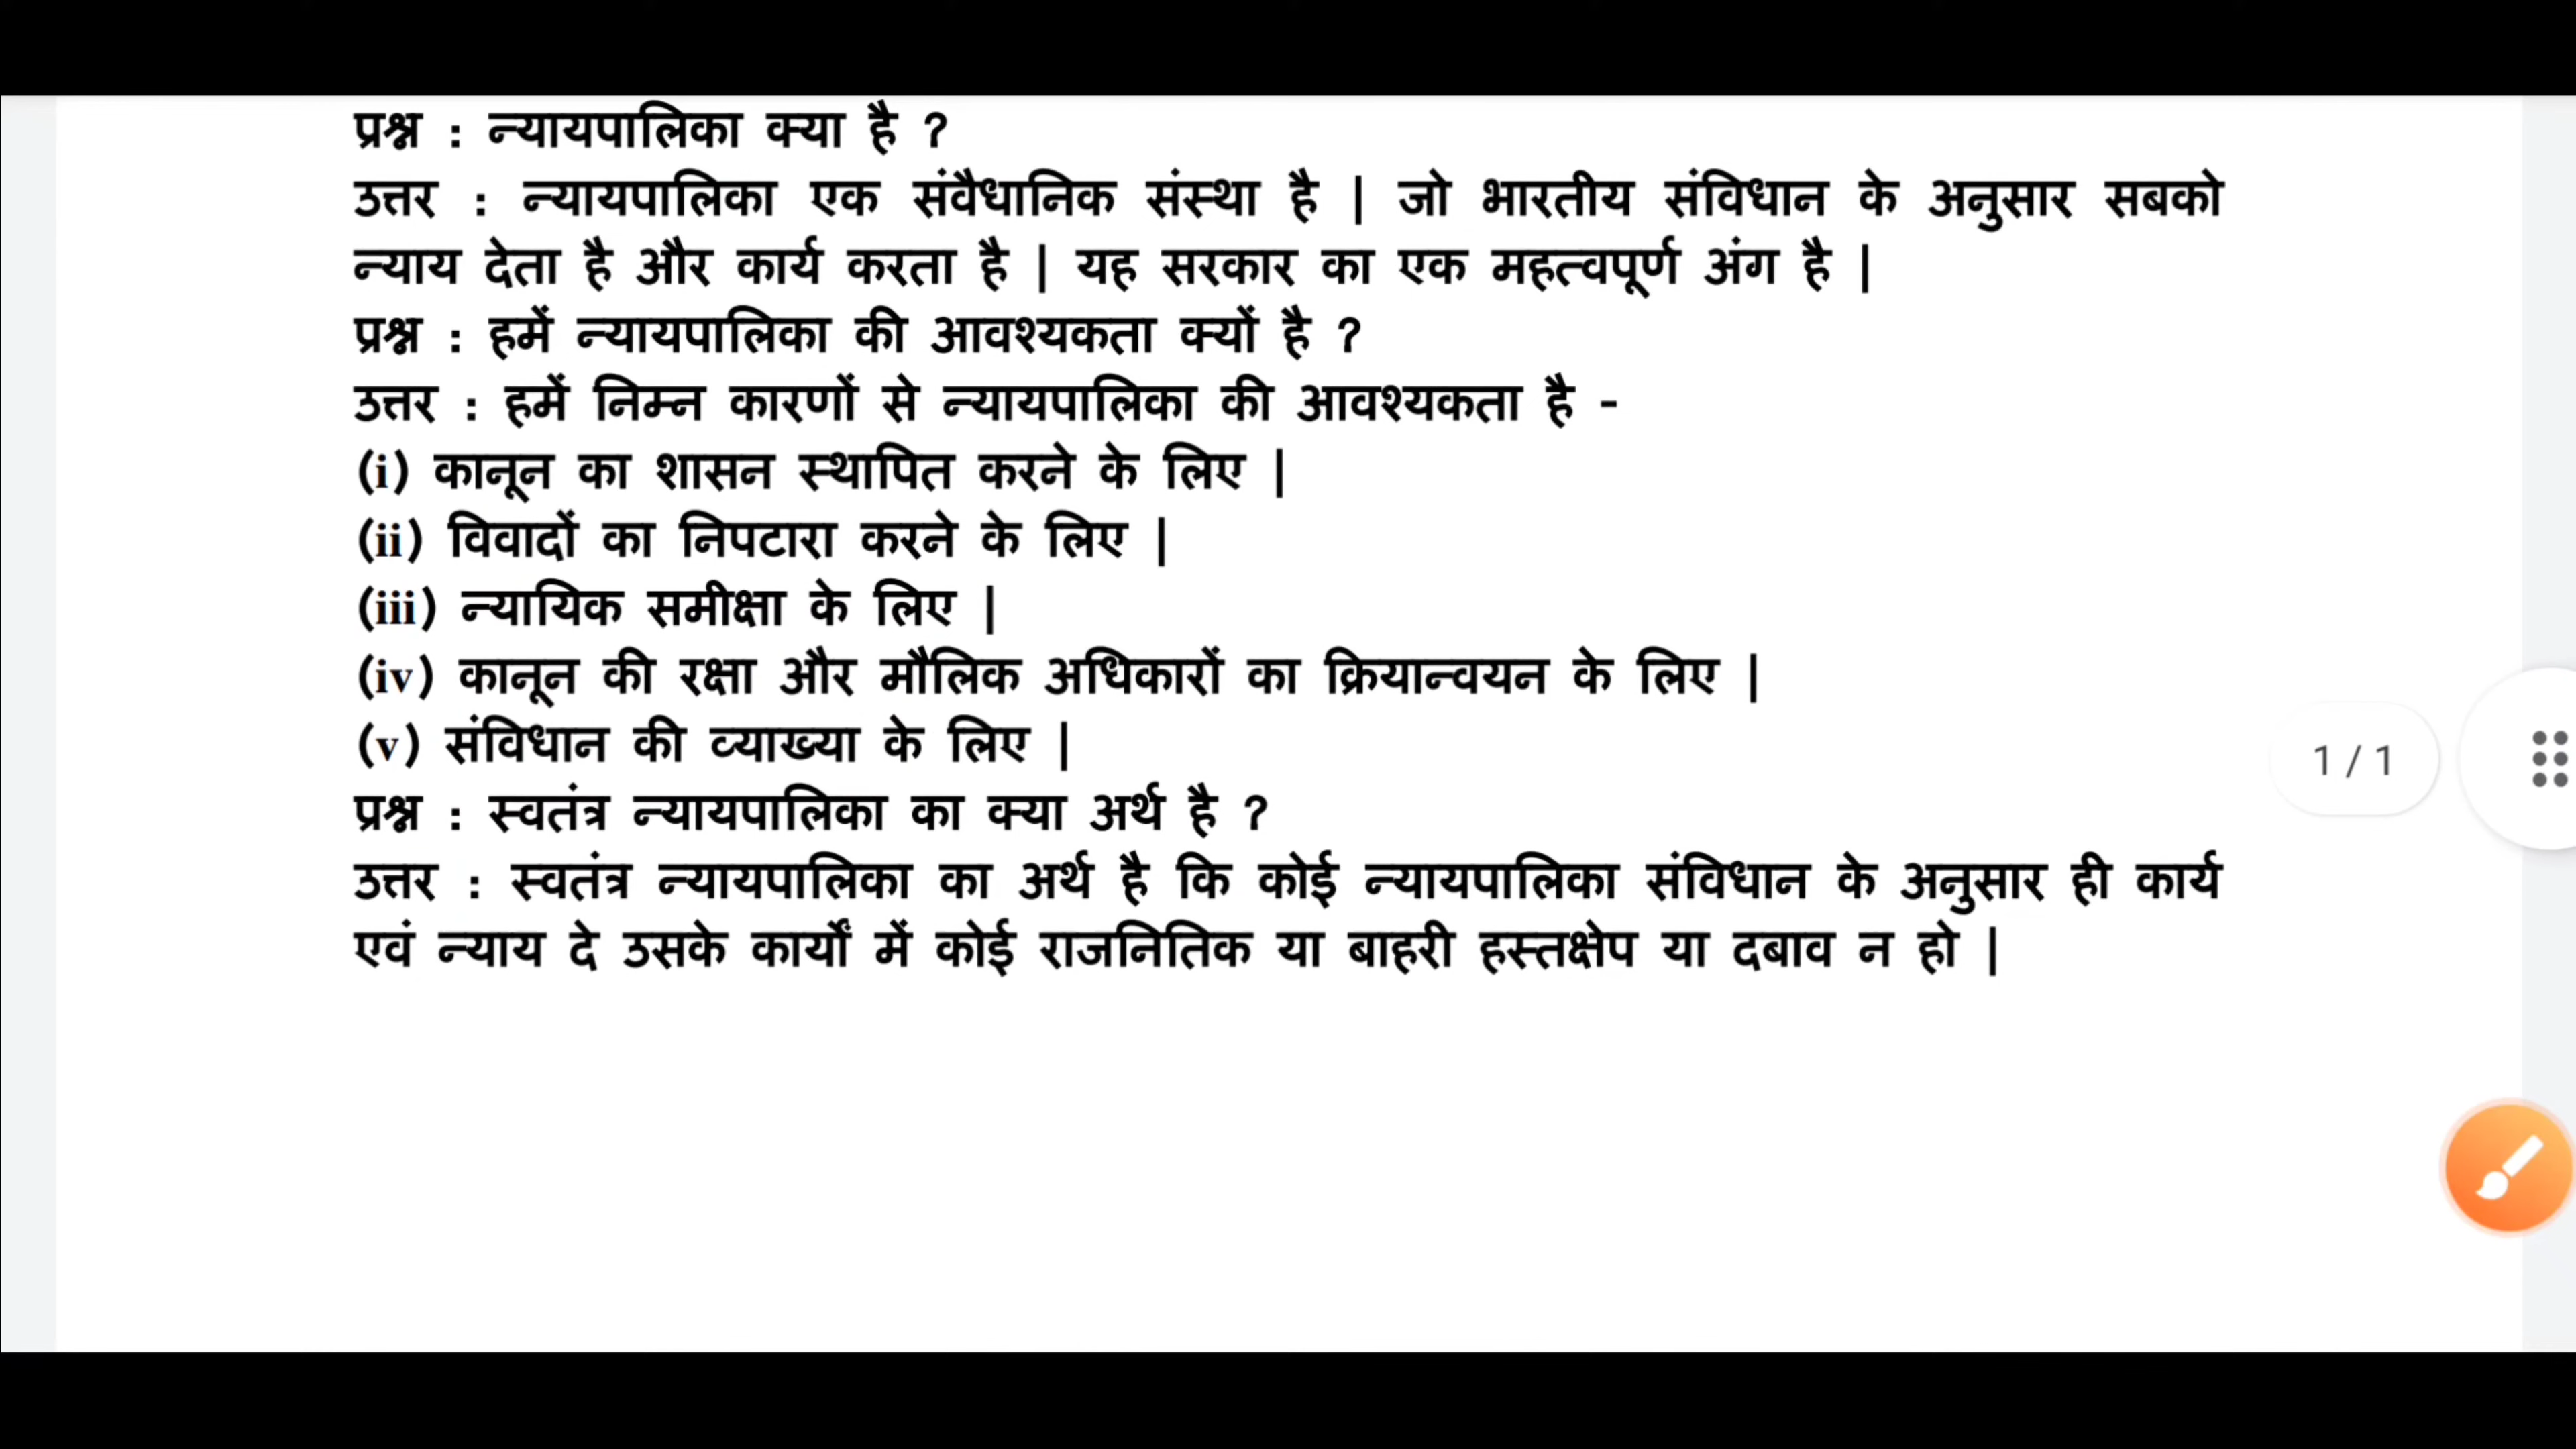 प्रश्न : न्यायपालिका क्या है ?
उत्तर : न्यायपालिका एक संवैधानिक संस्था है | जो भारतीय संविधान के अनुसार सबको
न्याय देता है और कार्य करता है | यह सरकार का एक महत्वपूर्ण अंग है |
प्रश्न : हमें न्यायपालिका की आवश्यकता क्यों है ?
उत्तर : हमें निम्न कारणों से न्यायपालिका की आवश्यकता है -
(i) कानून का शासन स्थापित करने के लिए |
(ii) विवादों का निपटारा करने के लिए |
(iii) न्यायिक समीक्षा के लिए |
(iv) कानून की रक्षा और मौलिक अधिकारों का क्रियान्वयन के लिए |
(v) संविधान की व्याख्या के लिए |
1 / 1
प्रश्न : स्वतंत्र न्यायपालिका का क्या अर्थ है ?
उत्तर : स्वतंत्र न्यायपालिका का अर्थ है कि कोई न्यायपालिका संविधान के अनुसार ही कार्य
एवं न्याय दे उसके कार्यों में कोई राजनितिक या बाहरी हस्तक्षेप या दबाव न हो |